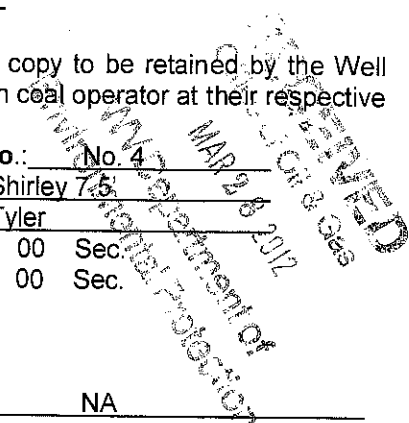 copy to be retained by the Well
n coal operator at their respective
o.: No. 4
Shirley 7.5'
Tyler
00 Sec.
00 Sec.
NA
RECEIVED
Office of Oil & Gas
MAR 28 2012
WV Department of
Environmental Protection